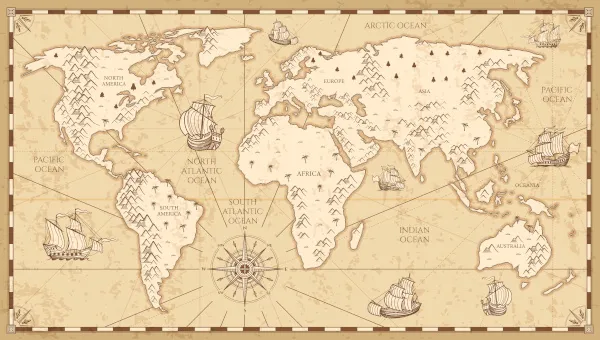 ARCTIC OCEAN
NORTH
AMERICA
EUROPE
ASIA
PACIFIC
OCEAN
PACIFIC
OCEAN
NORTH
ATLANTIC
OCEAN
AFRICA
OCEANIA
SOUTH
AMERICA
SOUTH
ATLANTIC
OCEAN
INDIAN
OCEAN
AUSTRALIA
N
W
E